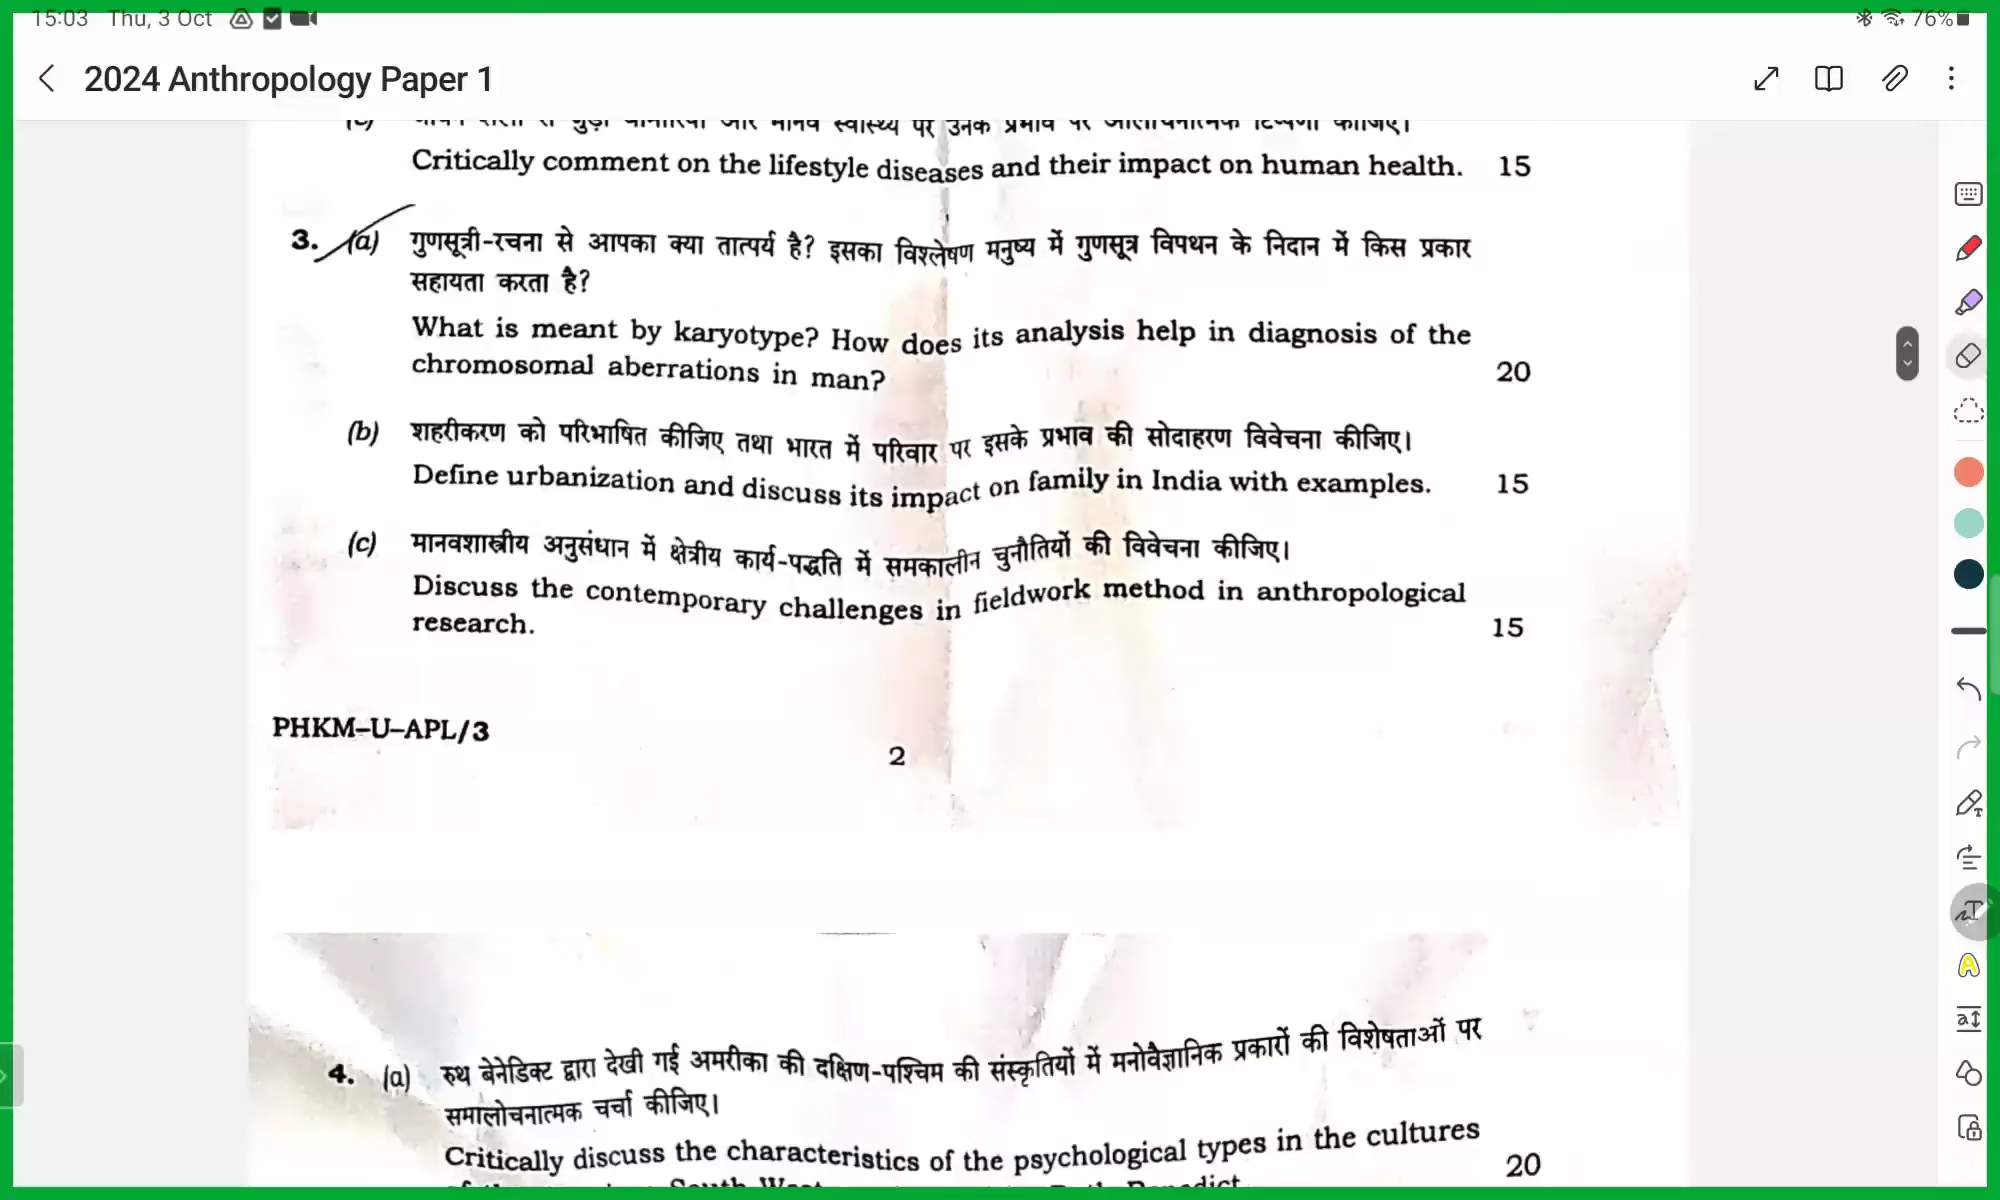 15:03 Thu, 3 Oct
76%
2024 Anthropology Paper 1
Critically comment on the lifestyle diseases and their impact on human health. 15
3. (a) गुणसूत्री-रचना से आपका क्या तात्पर्य है? इसका विश्लेषण मनुष्य में गुणसूत्र विपथन के निदान में किस प्रकार
सहायता करता है?
What is meant by karyotype? How does its analysis help in diagnosis of the
chromosomal aberrations in man? 20
(b) शहरीकरण को परिभाषित कीजिए तथा भारत में परिवार पर इसके प्रभाव की सोदाहरण विवेचना कीजिए।
Define urbanization and discuss its impact on family in India with examples. 15
(c) मानवशास्त्रीय अनुसंधान में क्षेत्रीय कार्य-पद्धति में समकालीन चुनौतियों की विवेचना कीजिए।
Discuss the contemporary challenges in fieldwork method in anthropological
research. 15
PHKM–U–APL/3
2
4. (a) रुथ बेनेडिक्ट द्वारा देखी गई अमरीका की दक्षिण-पश्चिम की संस्कृतियों में मनोवैज्ञानिक प्रकारों की विशेषताओं पर
समालोचनात्मक चर्चा कीजिए।
Critically discuss the characteristics of the psychological types in the cultures
20